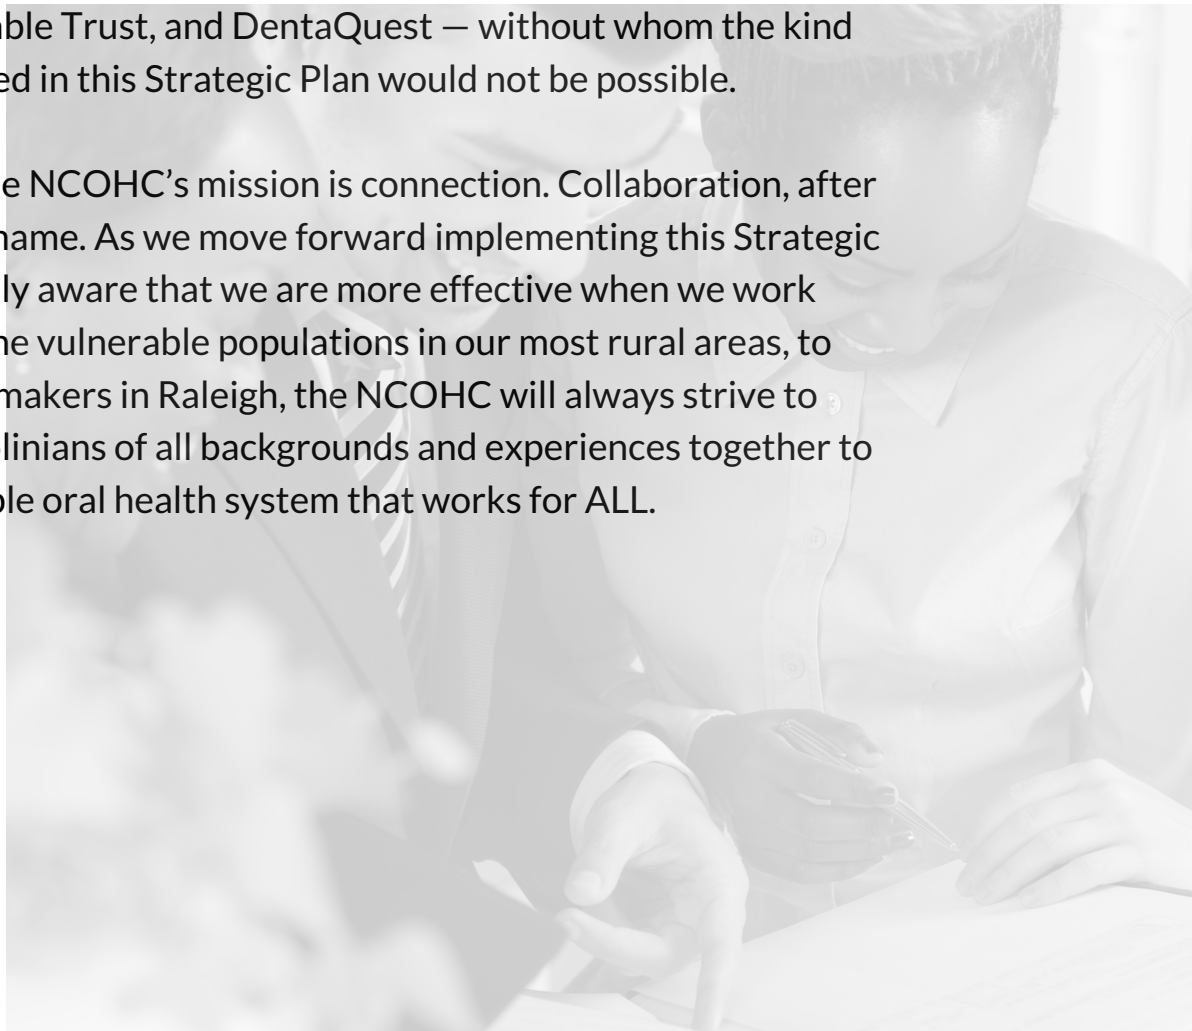 ble Trust, and DentaQuest — without whom the kind
ed in this Strategic Plan would not be possible.
e NCOHC’s mission is connection. Collaboration, after
name. As we move forward implementing this Strategic
ly aware that we are more effective when we work
he vulnerable populations in our most rural areas, to
makers in Raleigh, the NCOHC will always strive to
linians of all backgrounds and experiences together to
ble oral health system that works for ALL.